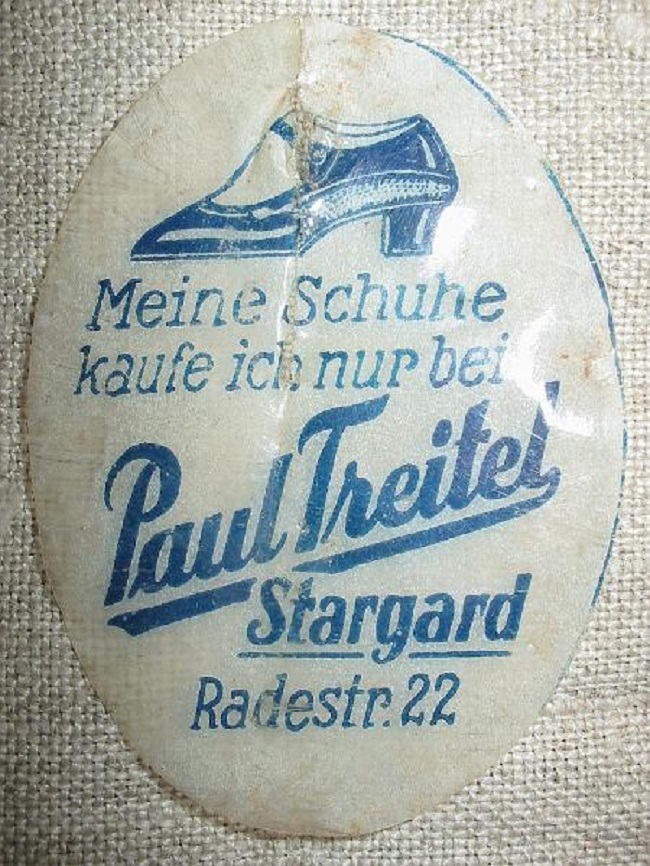 Meine Schuhe
kaufe ich nur bei
Paul Treitel
Stargard
Radestr. 22